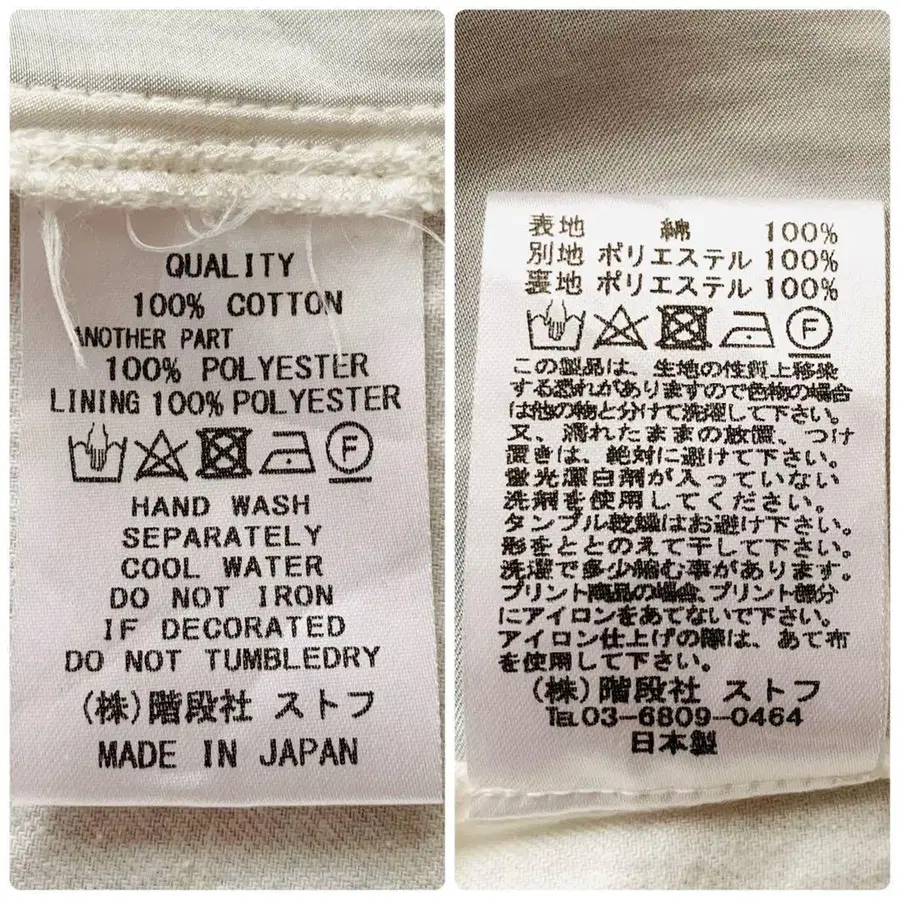 QUALITY
100% COTTON
ANOTHER PART
100% POLYESTER
LINING 100% POLYESTER
F
HAND WASH
SEPARATELY
COOL WATER
DO NOT IRON
IF DECORATED
DO NOT TUMBLEDRY
(株)階段社 ストフ
MADE IN JAPAN
表地 綿 100%
別地 ポリエステル 100%
裏地 ポリエステル 100%
F
この製品は、生地の性質上移染
する恐れがありますので色物の場合
は他の物と分けて洗濯して下さい。
又、濡れたままの放置、つけ
置きは、絶対に避けて下さい。
蛍光漂白剤が入っていない
洗剤を使用してください。
タンブル乾燥はお避け下さい。
形をととのえて干して下さい。
洗濯で多少縮む事があります。
プリント商品の場合、プリント部分
にアイロンをあてないで下さい。
アイロン仕上げの際は、あて布
を使用して下さい。
(株)階段社 ストフ
TEL03-6809-0464
日本製